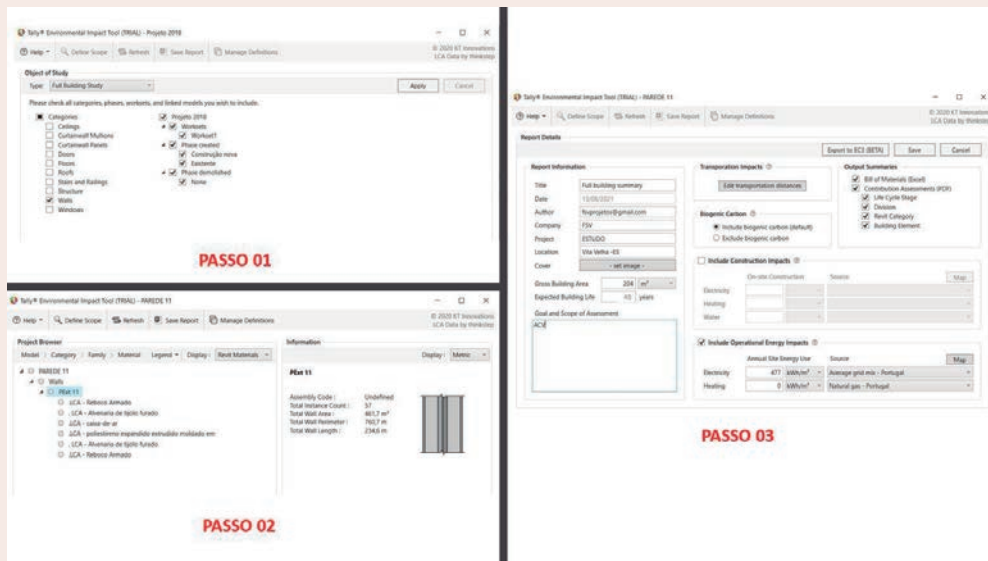 Tally® Environmental Impact Tool (TRIAL) - Projeto 2018
Help
Define Scope
Refresh
Save Report
Manage Definitions
© 2020 KT Innovations
LCA Data by thinkstep
Object of Study
Type: Full Building Study
Apply
Cancel
Please check all categories, phases, worksets, and linked models you wish to include.
Categories
Ceilings
Curtainwall Mullions
Curtainwall Panels
Doors
Floors
Roofs
Stairs and Railings
Structure
Walls
Windows
Projeto 2018
Worksets
Workset1
Phase created
Construção nova
Existente
Phase demolished
None
PASSO 01
Tally® Environmental Impact Tool (TRIAL) - PAREDE 11
Help
Define Scope
Refresh
Save Report
Manage Definitions
© 2020 KT Innovations
LCA Data by thinkstep
Project Browser
Model / Category / Family / Material Legend Display: Revit Materials
PAREDE 11
Walls
PExt 11
.LCA - Reboco Armado
. LCA - Alvenaria de tijolo furado
.LCA - caixa-de-ar
.LCA - poliestireno expandido extrudido moldado em
. LCA - Alvenaria de tijolo furado
.LCA - Reboco Armado
Information
Display: Metric
PExt 11
Assembly Code: Undefined
Total Instance Count: 57
Total Wall Area: 461,7 m²
Total Wall Perimeter: 760,7 m
Total Wall Length: 234,6 m
PASSO 02
Tally® Environmental Impact Tool (TRIAL) - PAREDE 11
Help
Define Scope
Refresh
Save Report
Manage Definitions
© 2020 KT Innovations
LCA Data by thinkstep
Report Details
Export to EC3 (BETA)
Save
Cancel
Report Information
Title Full building summary
Date 13/08/2021
Author fsvprojetor@gmail.com
Company FSV
Project ESTUDO
Location Vila Velha -ES
Cover - set image -
Gross Building Area 204 m²
Expected Building Life 40 years
Goal and Scope of Assessment
ACV
Transporation Impacts
Edit transportation distances
Biogenic Carbon
Include biogenic carbon (default)
Exclude biogenic carbon
Output Summaries
Bill of Materials (Excel)
Contribution Assessments (PDF)
Life Cycle Stage
Division
Revit Category
Building Element
Include Construction Impacts
On-site Construction Source Map
Electricity
Heating
Water
Include Operational Energy Impacts
Annual Site Energy Use Source Map
Electricity 477 kWh/m² Average grid mix - Portugal
Heating 0 kWh/m² Natural gas - Portugal
PASSO 03